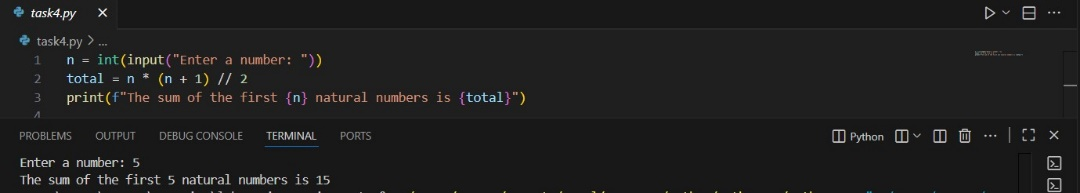 task4.py
task4.py > ...
1 n = int(input("Enter a number: "))
2 total = n * (n + 1) // 2
3 print(f"The sum of the first {n} natural numbers is {total}")
4
PROBLEMS OUTPUT DEBUG CONSOLE TERMINAL PORTS Python
Enter a number: 5
The sum of the first 5 natural numbers is 15